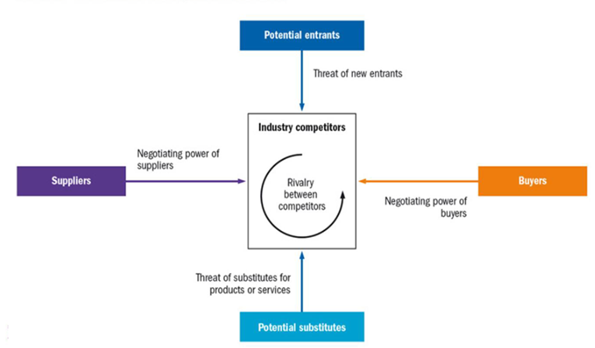 Potential entrants
Threat of new entrants
Industry competitors
Negotiating power of
suppliers
Suppliers
Rivalry
between
competitors
Buyers
Negotiating power of
buyers
Threat of substitutes for
products or services
Potential substitutes